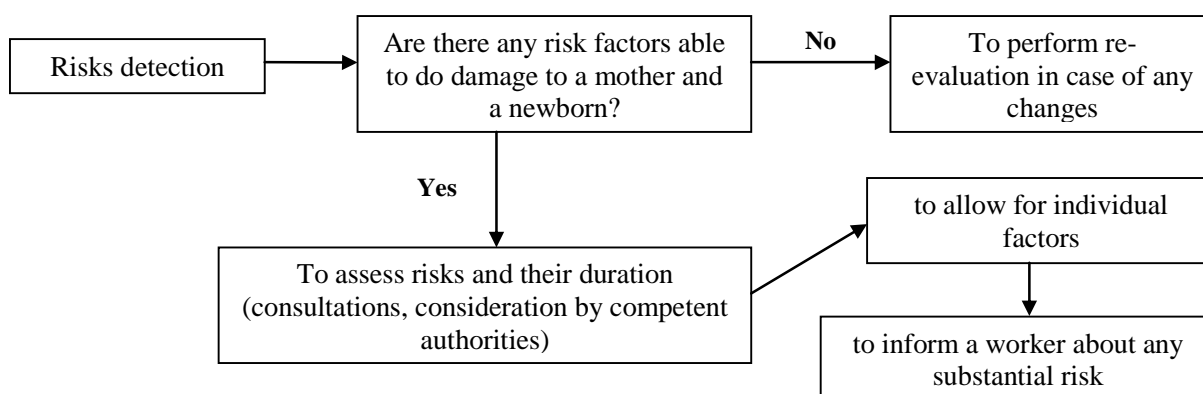 Risks detection
Are there any risk factors able
to do damage to a mother and
a newborn?
No
To perform re-
evaluation in case of any
changes
Yes
to allow for individual
factors
To assess risks and their duration
(consultations, consideration by competent
authorities)
to inform a worker about any
substantial risk